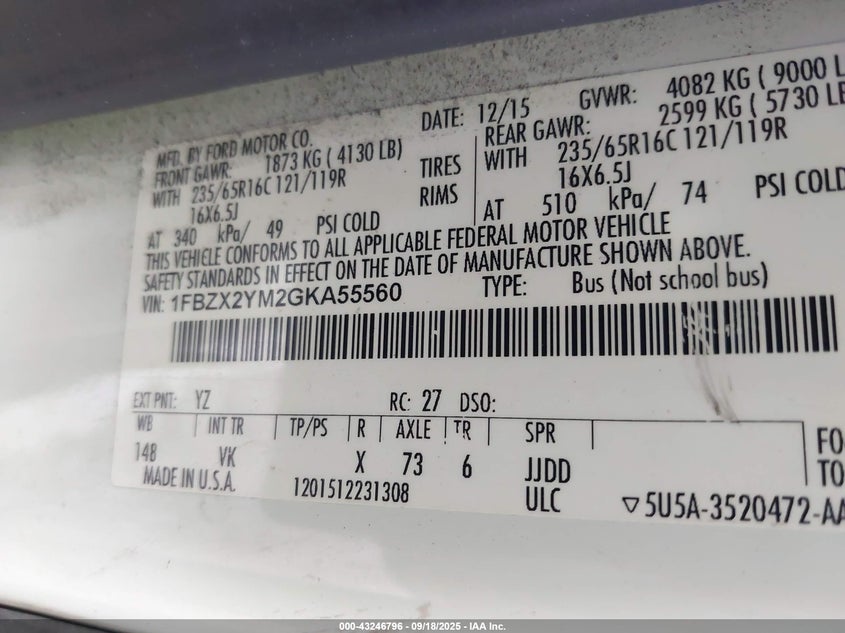 MFD. BY FORD MOTOR CO. DATE: 12/15 GVWR: 4082 KG ( 9000 L
FRONT GAWR: 1873 KG ( 4130 LB) REAR GAWR: 2599 KG ( 5730 LB
WITH 235/65R16C 121/119R TIRES WITH 235/65R16C 121/119R
16X6.5J RIMS 16X6.5J
AT 340 kPa/ 49 PSI COLD AT 510 kPa/ 74 PSI COLD
THIS VEHICLE CONFORMS TO ALL APPLICABLE FEDERAL MOTOR VEHICLE
SAFETY STANDARDS IN EFFECT ON THE DATE OF MANUFACTURE SHOWN ABOVE.
VIN: 1FBZX2YM2GKA55560 TYPE: Bus (Not school bus)
EXT PNT: YZ RC: 27 DSO:
WB INT TR TP/PS R AXLE TR SPR
148 VK X 73 6 JJDD
MADE IN U.S.A. 1201512231308 ULC
FO
TO
▽5U5A-3520472-AA
000-43246796 - 09/18/2025 - IAA Inc.